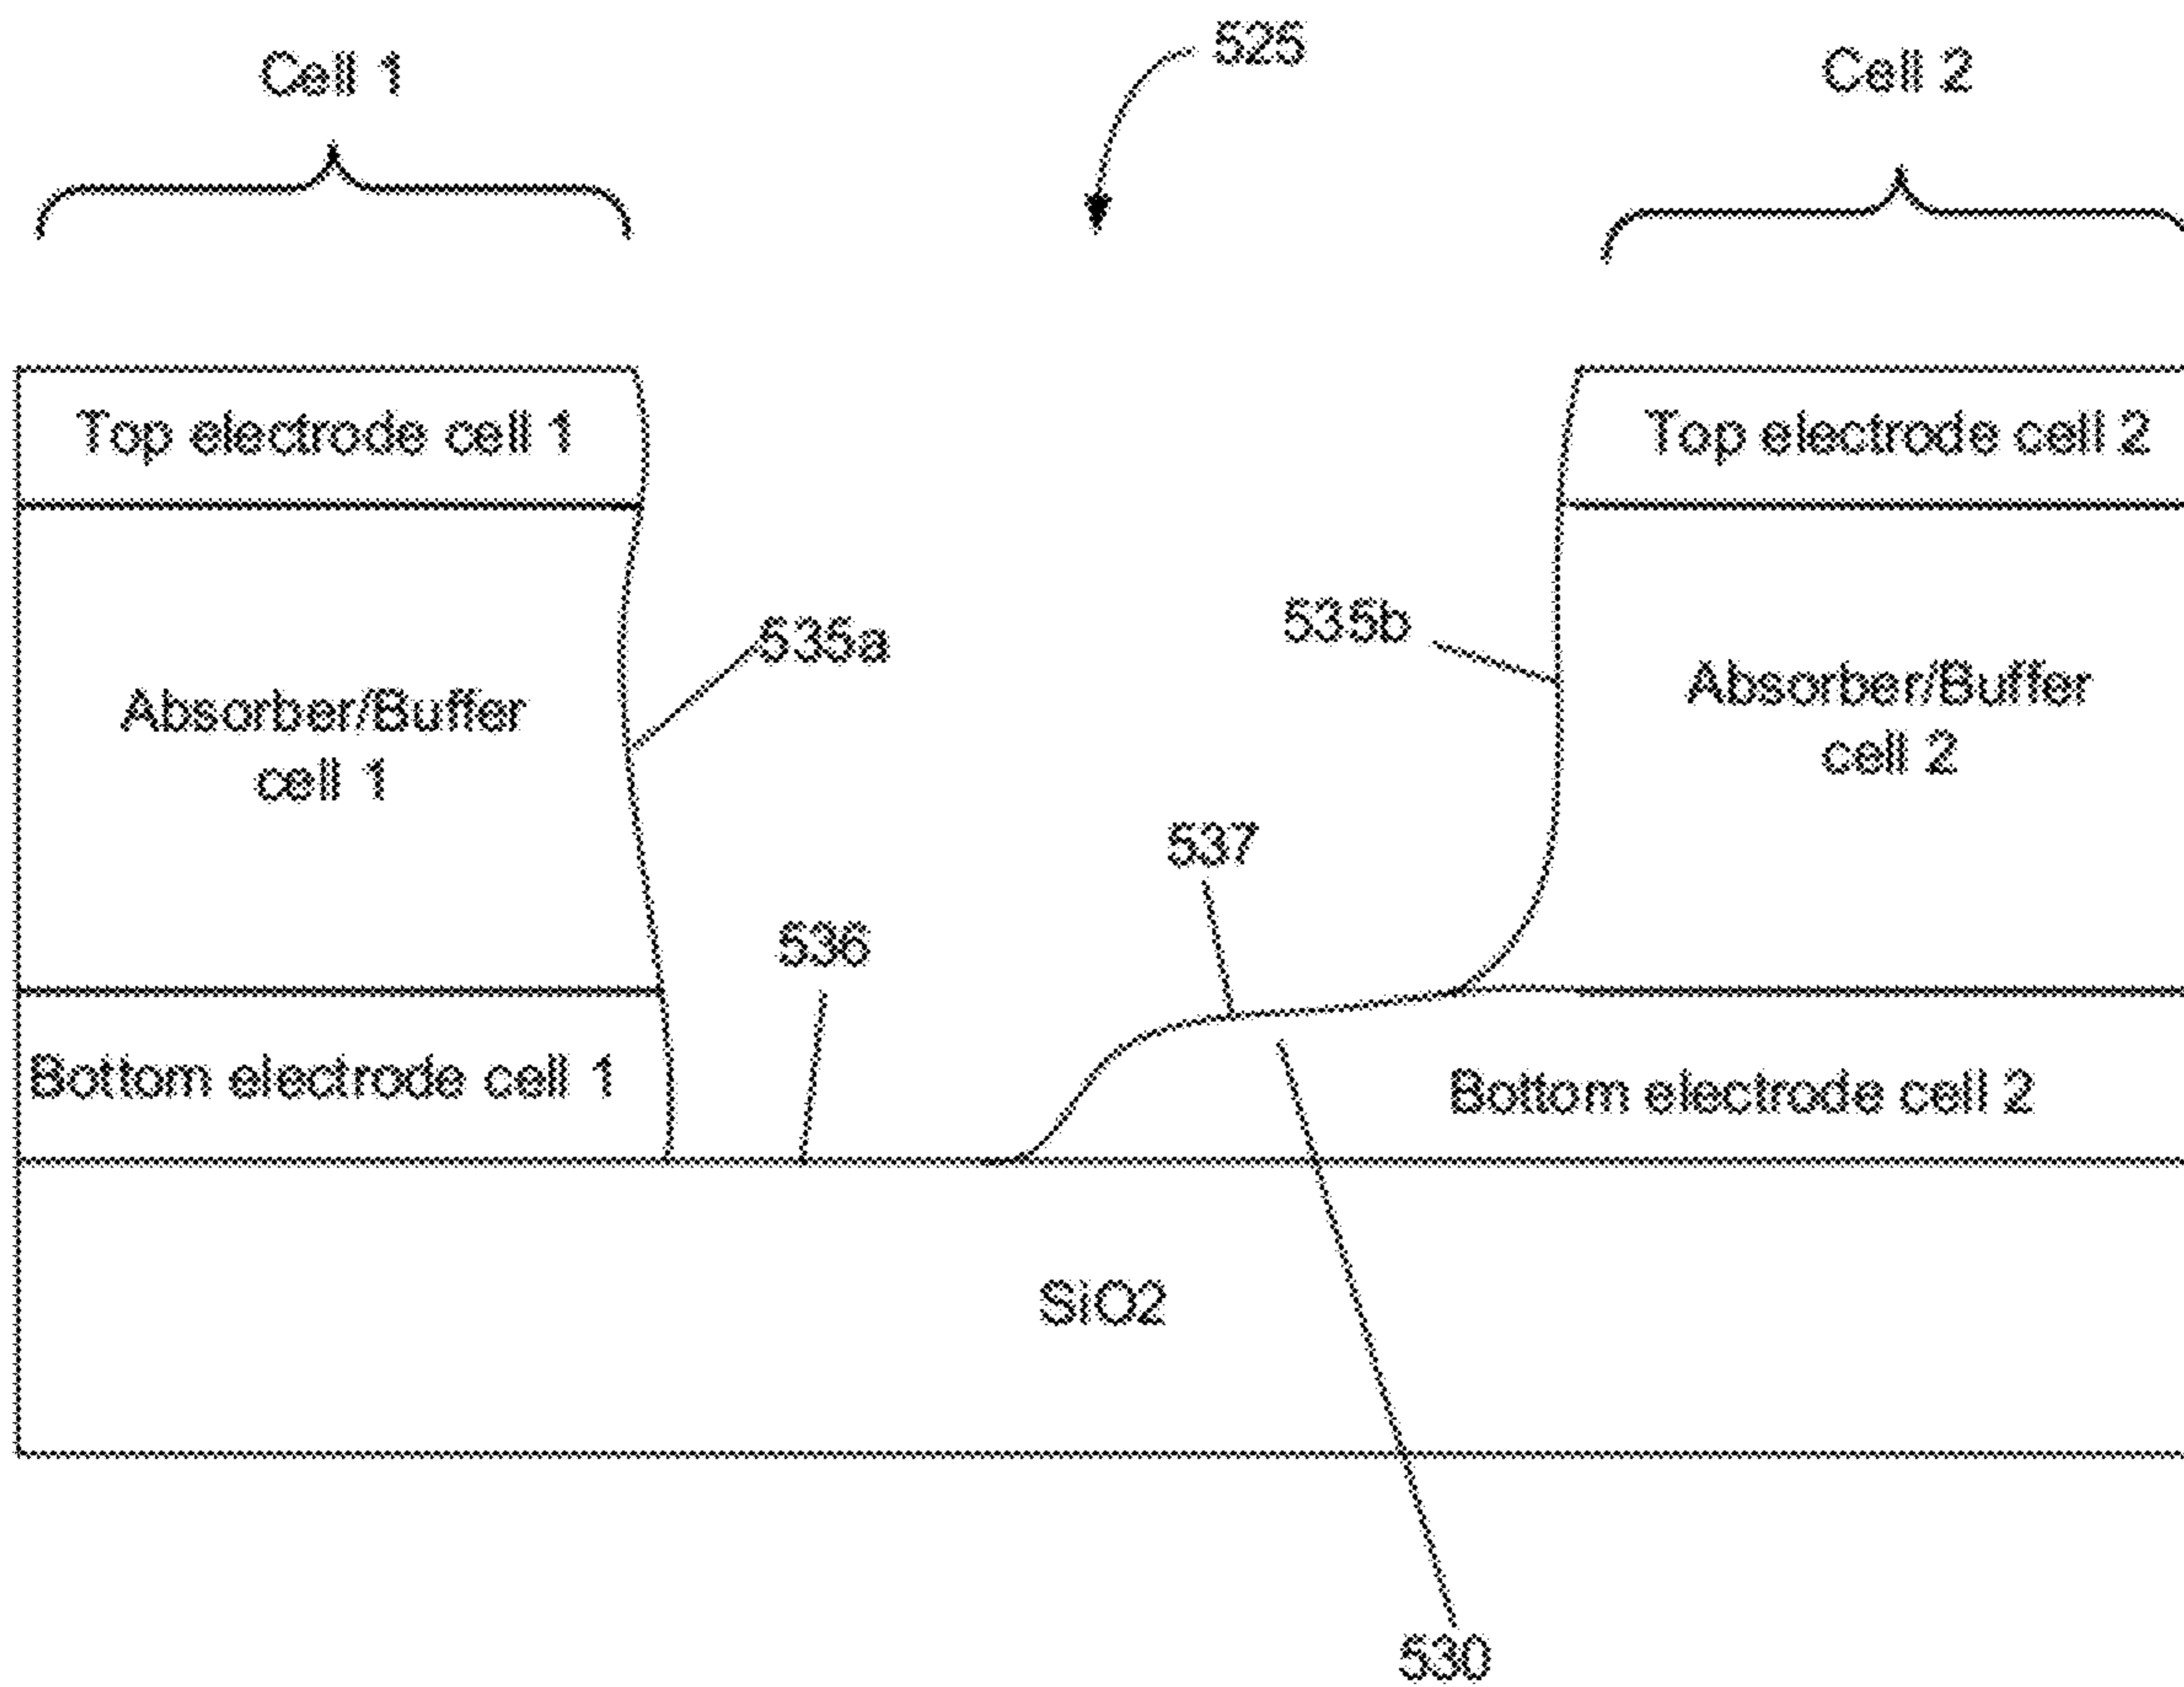 525
Cell 1
Cell 2
Top electrode cell 1
Top electrode cell 2
535a
535b
Absorber/Buffer
cell 1
Absorber/Buffer
cell 2
537
536
Bottom electrode cell 1
Bottom electrode cell 2
SiO2
530